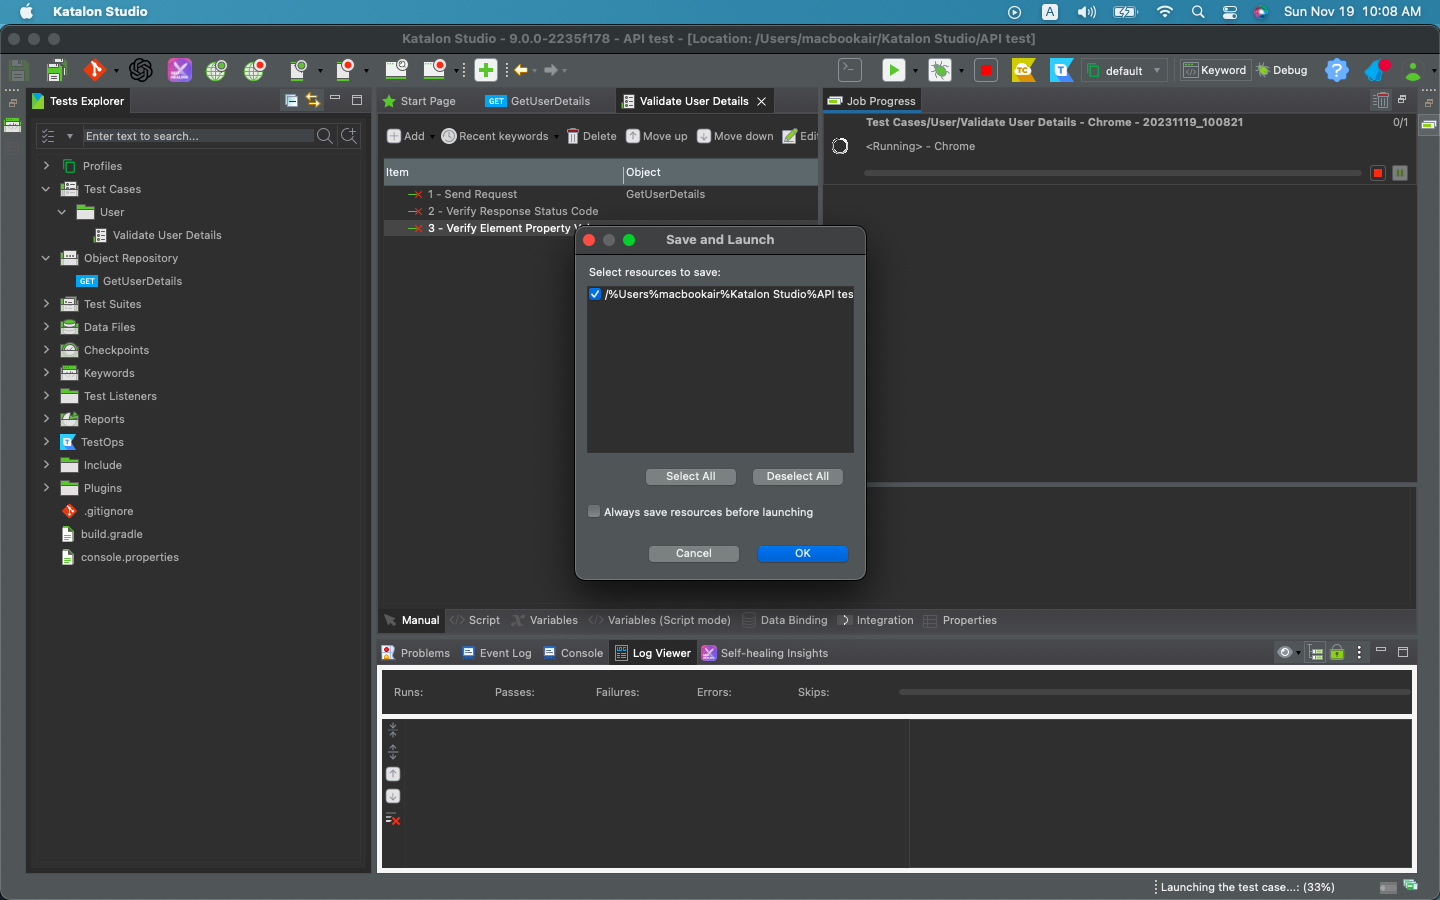 Katalon Studio
A
Sun Nov 19 10:08 AM
Katalon Studio - 9.0.0-2235f178 - API test - [Location: /Users/macbookair/Katalon Studio/API test]
TC
default
Keyword
Debug
Tests Explorer
Start Page
GET GetUserDetails
Validate User Details
Job Progress
Enter text to search...
Add
Recent keywords
Delete
Move up
Move down
Edi
Test Cases/User/Validate User Details - Chrome - 20231119_100821
0/1
<Running> - Chrome
Item
Object
1 - Send Request
GetUserDetails
2 - Verify Response Status Code
3 - Verify Element Property
Profiles
Test Cases
User
Validate User Details
Object Repository
GET GetUserDetails
Test Suites
Data Files
Checkpoints
Keywords
Test Listeners
Reports
TestOps
Include
Plugins
.gitignore
build.gradle
console.properties
Save and Launch
Select resources to save:
/%Users%macbookair%Katalon Studio%API tes
Select All
Deselect All
Always save resources before launching
Cancel
OK
Manual
Script
Variables
Variables (Script mode)
Data Binding
Integration
Properties
Problems
Event Log
Console
Log Viewer
Self-healing Insights
Runs:
Passes:
Failures:
Errors:
Skips:
Launching the test case...: (33%)